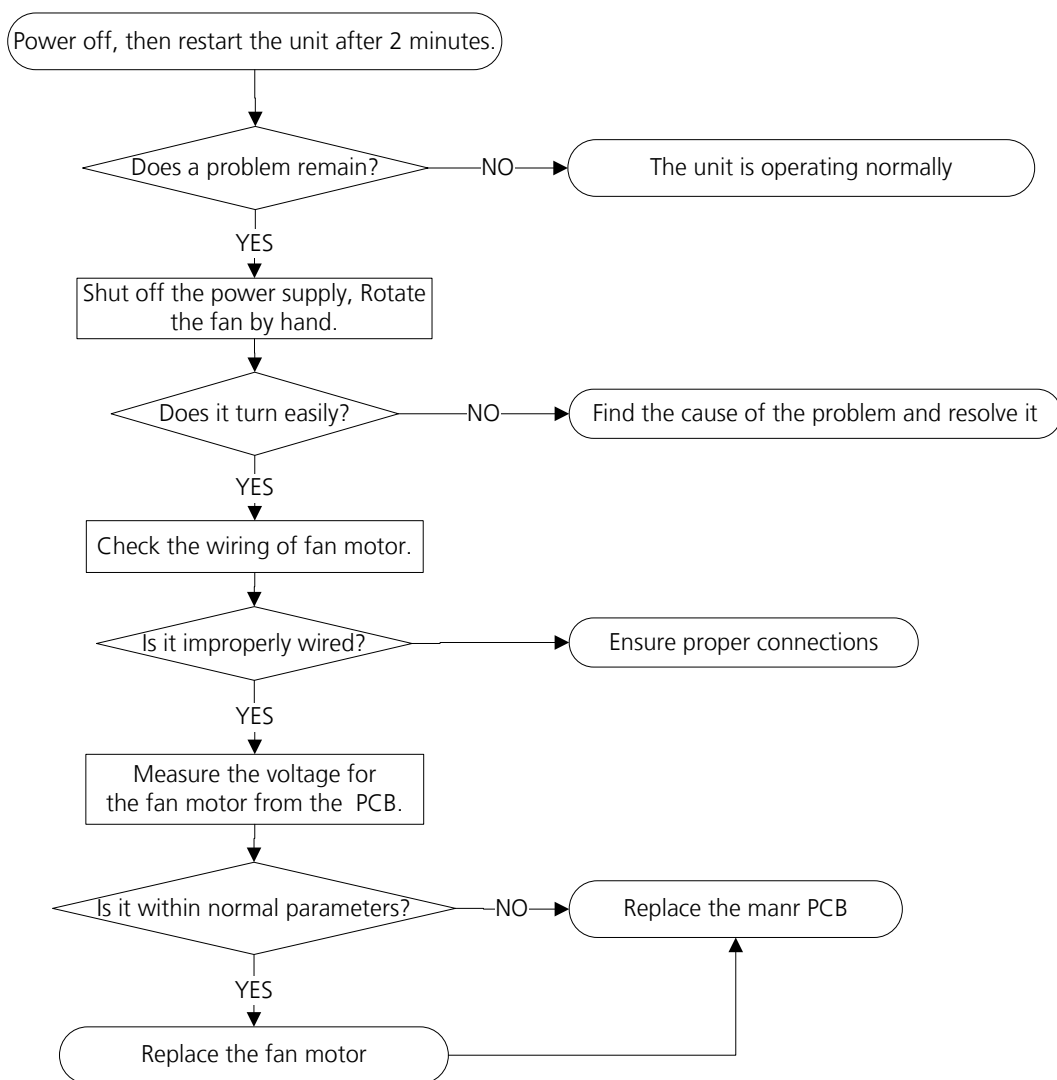 Power off, then restart the unit after 2 minutes.
Does a problem remain?
NO
The unit is operating normally
YES
Shut off the power supply, Rotate
the fan by hand.
Does it turn easily?
NO
Find the cause of the problem and resolve it
YES
Check the wiring of fan motor.
Is it improperly wired?
Ensure proper connections
YES
Measure the voltage for
the fan motor from the PCB.
Is it within normal parameters?
NO
Replace the manr PCB
YES
Replace the fan motor